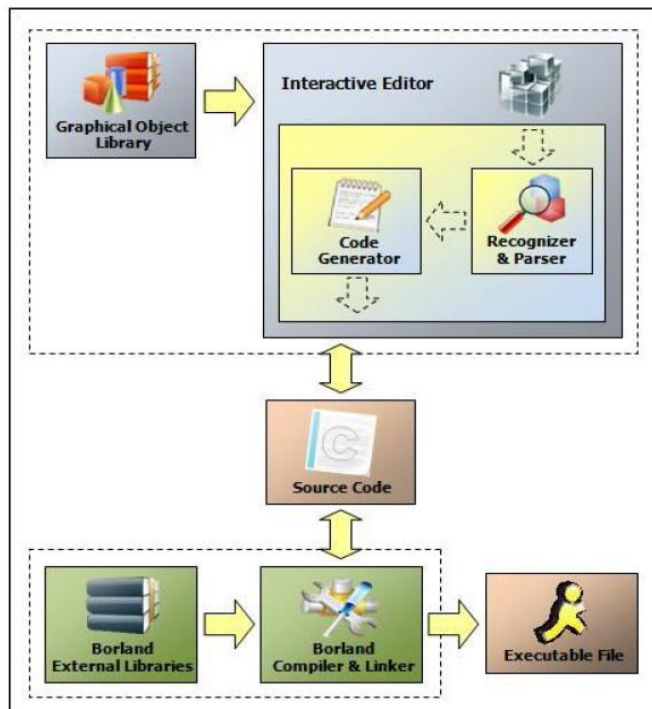 Graphical Object
Library
Interactive Editor
Code
Generator
Recognizer
& Parser
C
Source Code
Borland
External Libraries
Borland
Compiler & Linker
Executable File